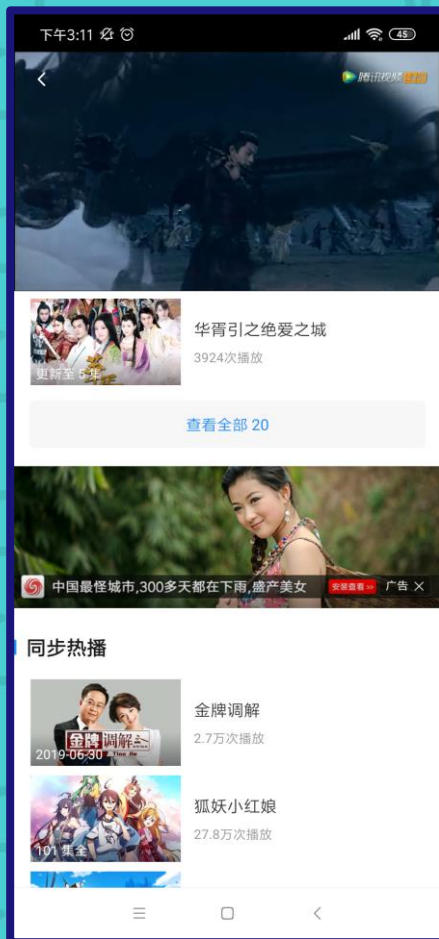 下午3:11
45
腾讯视频
华胥引之绝爱之城
3924次播放
更新至 5 集
查看全部 20
中国最怪城市,300多天都在下雨,盛产美女
安装查看>>
广告
同步热播
金牌调解
2.7万次播放
金牌调解
2019-06-30
狐妖小红娘
27.8万次播放
101 集全